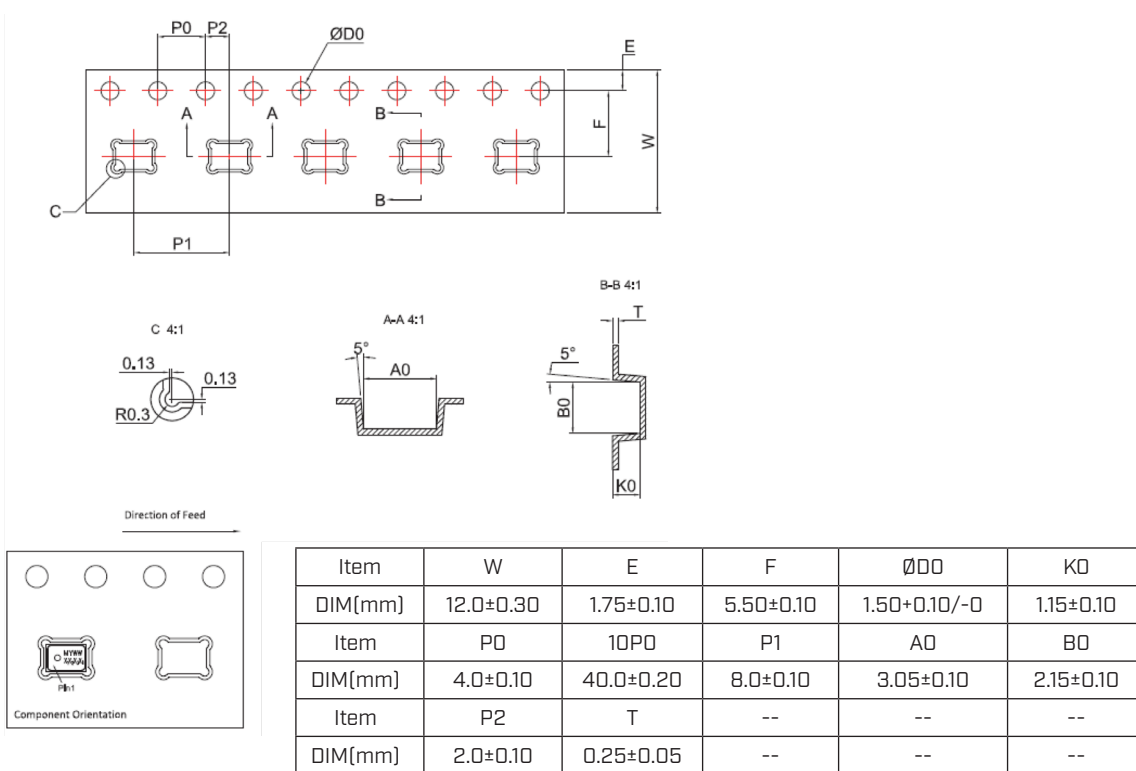 P0 P2
ØD0
E
A A
B
F
W
B
C
P1
B-B 4:1
T
C 4:1
A-A 4:1
0.13
0.13
R0.3
5°
A0
5°
B0
K0
Direction of Feed
MYWW
Pin1
Component Orientation
Item W E F ØD0 K0
DIM(mm) 12.0±0.30 1.75±0.10 5.50±0.10 1.50+0.10/-0 1.15±0.10
Item P0 10P0 P1 A0 B0
DIM(mm) 4.0±0.10 40.0±0.20 8.0±0.10 3.05±0.10 2.15±0.10
Item P2 T -- -- --
DIM(mm) 2.0±0.10 0.25±0.05 -- -- --